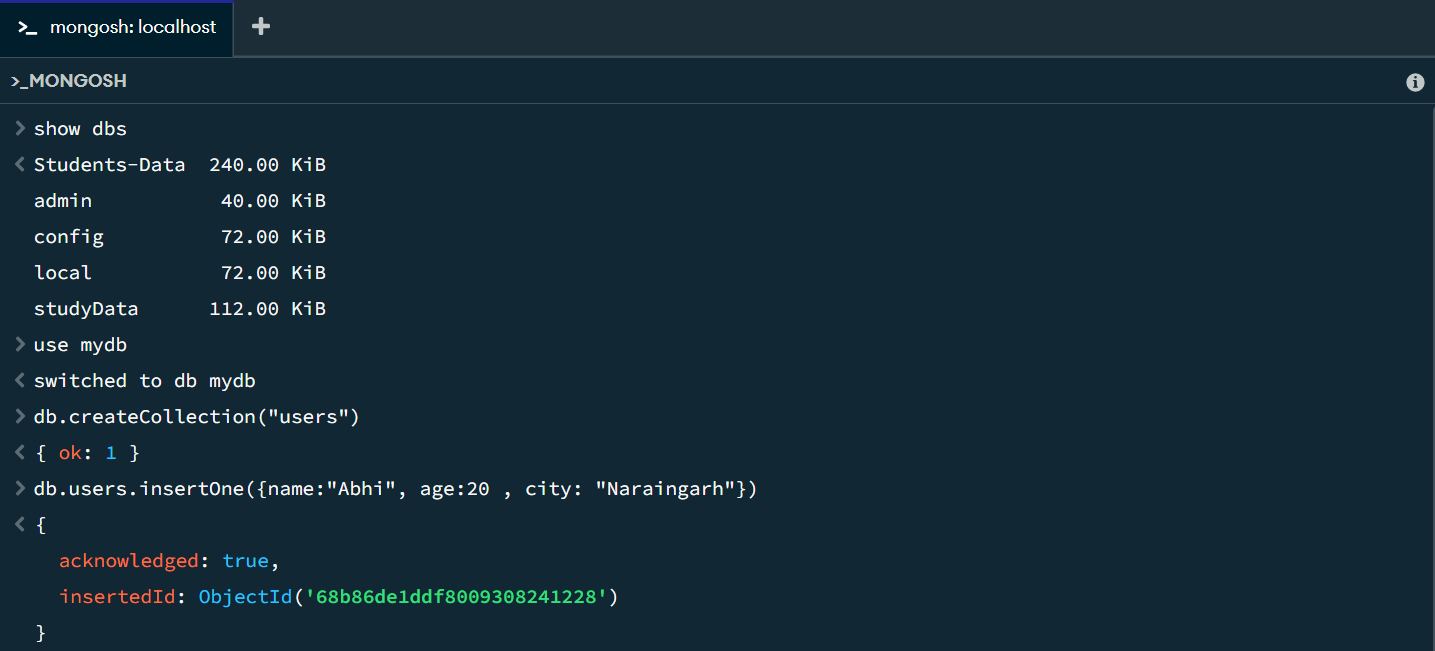 >_ mongosh: localhost +
>_MONGOSH
> show dbs
< Students-Data 240.00 KiB
admin 40.00 KiB
config 72.00 KiB
local 72.00 KiB
studyData 112.00 KiB
> use mydb
< switched to db mydb
> db.createCollection("users")
< { ok: 1 }
> db.users.insertOne({name:"Abhi", age:20 , city: "Naraingarh"})
< {
acknowledged: true,
insertedId: ObjectId('68b86de1ddf8009308241228')
}